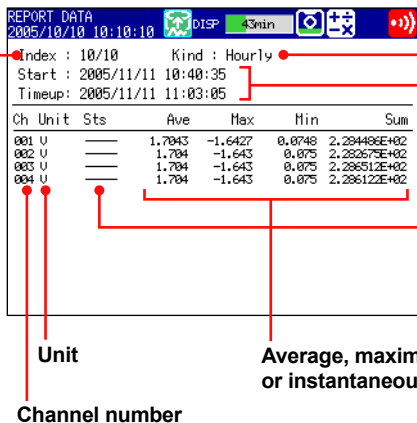 REPORT DATA
2005/10/10 10:10:10 DISP 43min
Index : 10/10 Kind : Hourly
Start : 2005/11/11 10:40:35
Timeup: 2005/11/11 11:03:05
Ch Unit Sts Ave Max Min Sum
001 V 1.7043 -1.6427 0.0748 2.284486E+02
002 V 1.704 -1.643 0.075 2.282675E+02
003 V 1.704 -1.643 0.075 2.286512E+02
004 V 1.704 -1.643 0.075 2.286122E+02
Unit
Average, maxim
or instantaneou
Channel number